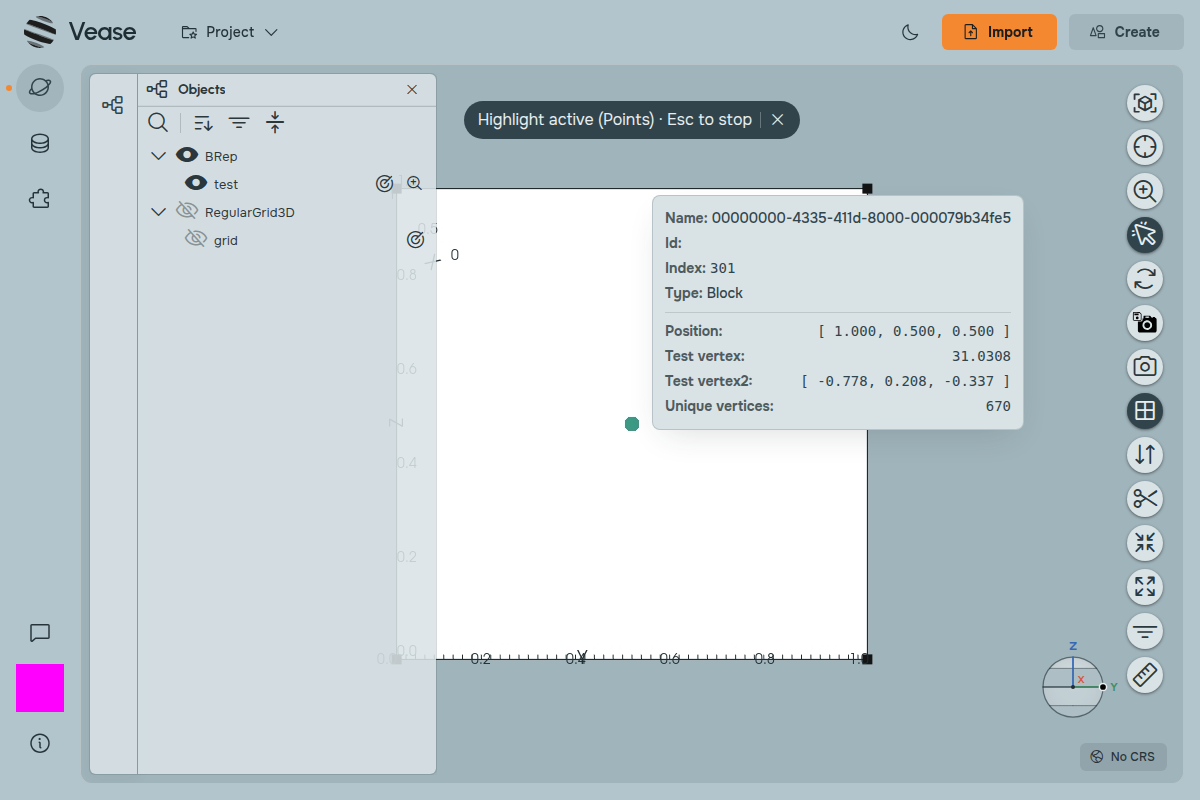 Vease
Project
Import
Create
Objects
Highlight active (Points) · Esc to stop
BRep
test
RegularGrid3D
grid
Name: 00000000-4335-411d-8000-000079b34fe5
Id:
Index: 301
Type: Block
Position: [ 1.000, 0.500, 0.500 ]
Test vertex: 31.0308
Test vertex2: [ -0.778, 0.208, -0.337 ]
Unique vertices: 670
0.5
0
0.8
0.6
Z
0.4
0.2
0.0
0.2
0.4
Y
0.6
0.8
Z
X
Y
No CRS